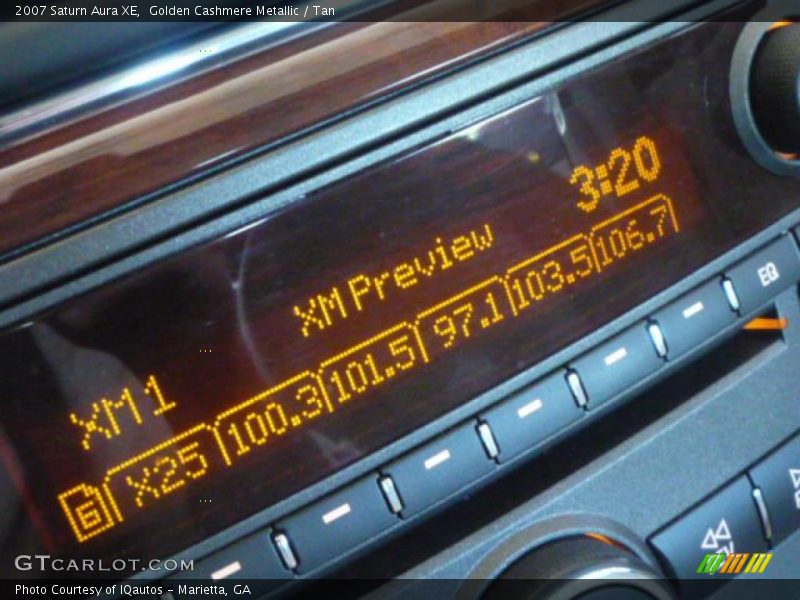 2007 Saturn Aura XE, Golden Cashmere Metallic / Tan
3:20
XM Preview
XM1
6 X25 100.3 101.5 97.1 103.5 106.7
EQ
GTCARLOT.COM
Photo Courtesy of IQautos - Marietta, GA